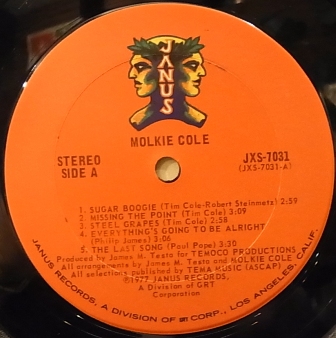 JANUS
MOLKIE COLE
STEREO
SIDE A
JXS-7031
(JXS-7031-A)
1. SUGAR BOOGIE (Tim Cole-Robert Steinmetz) 2:59
2. MISSING THE POINT (Tim Cole) 3:09
3. STEEL GRAPES (Tim Cole) 2:58
4. EVERYTHING'S GOING TO BE ALRIGHT
(Philip James) 3:06
5. THE LAST SONG (Paul Pope) 3:30
Produced by James M. Testa for TEMOCO PRODUCTIONS
All arrangements by James M. Testa and MOLKIE COLE
All selections published by TEMA MUSIC (ASCAP)
℗1977 JANUS RECORDS,
A Division of GRT
Corporation
JANUS RECORDS, A DIVISION OF GRT CORP., LOS ANGELES, CALIF.